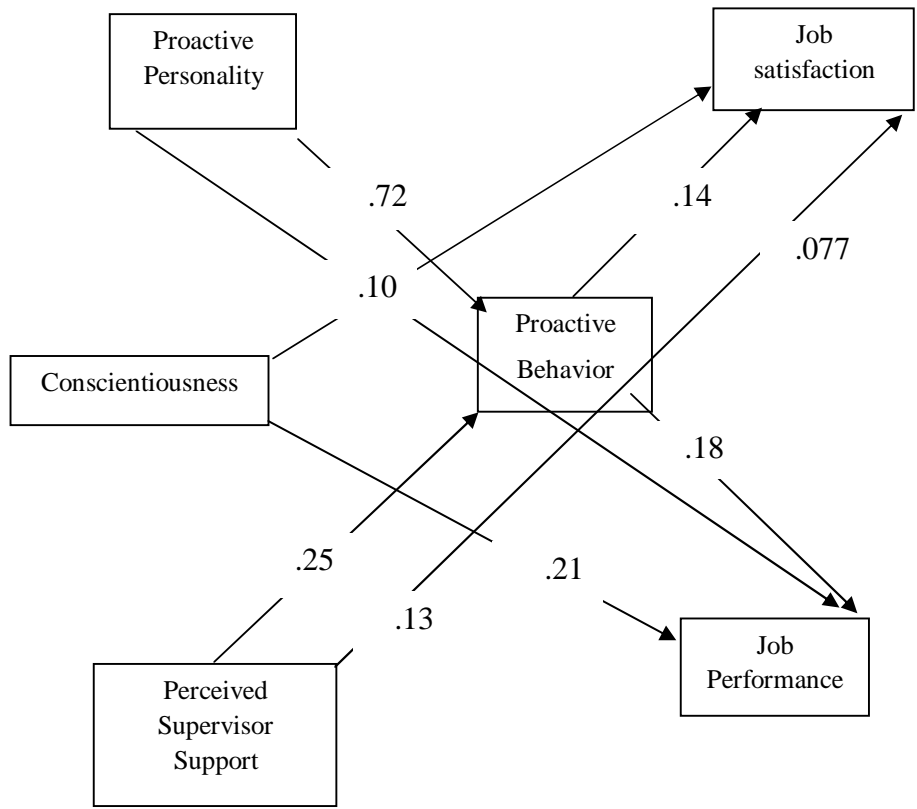 Proactive
Personality
Job
satisfaction
.72
.14
.077
.10
Proactive
Behavior
Conscientiousness
.18
.25
.21
.13
Job
Performance
Perceived
Supervisor
Support